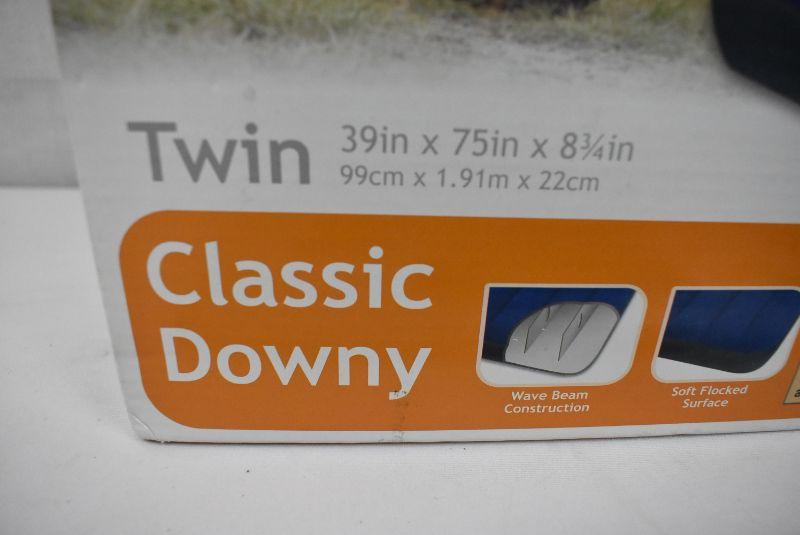 Twin
39in x 75in x 8¾in
99cm x 1.91m x 22cm
Classic
Downy
Wave Beam
Construction
Soft Flocked
Surface